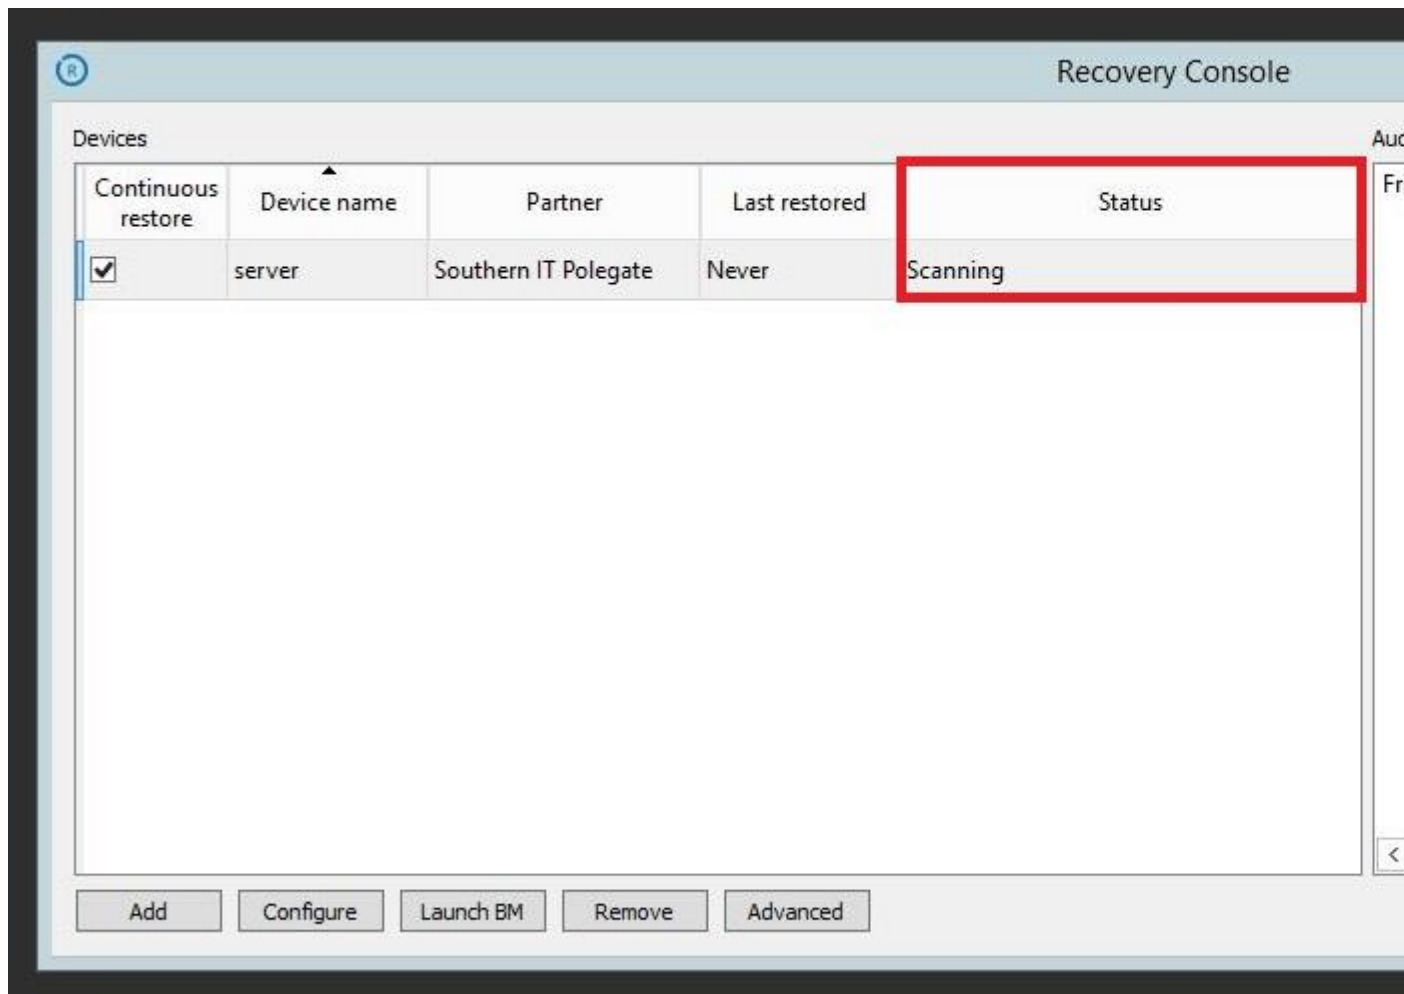 R
Recovery Console
Devices
Continuous restore
Device name
Partner
Last restored
Status
server
Southern IT Polegate
Never
Scanning
Add
Configure
Launch BM
Remove
Advanced